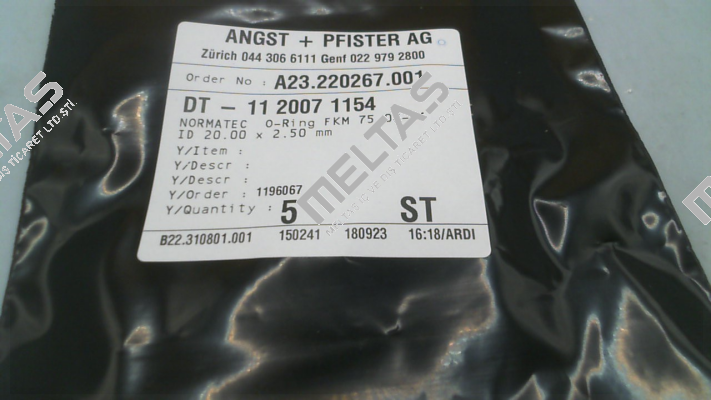 ANGST + PFISTER AG
Zürich 044 306 6111 Genf 022 979 2800
Order No : A23.220267.001
DT - 11 2007 1154
NORMATEC O-Ring FKM 75
ID 20.00 x 2.50 mm
Y/Item :
Y/Descr :
Y/Descr :
Y/Order : 1196067
Y/Quantity : 5 ST
B22.310801.001 150241 180923 16:18/ARDI
MELTAŞ